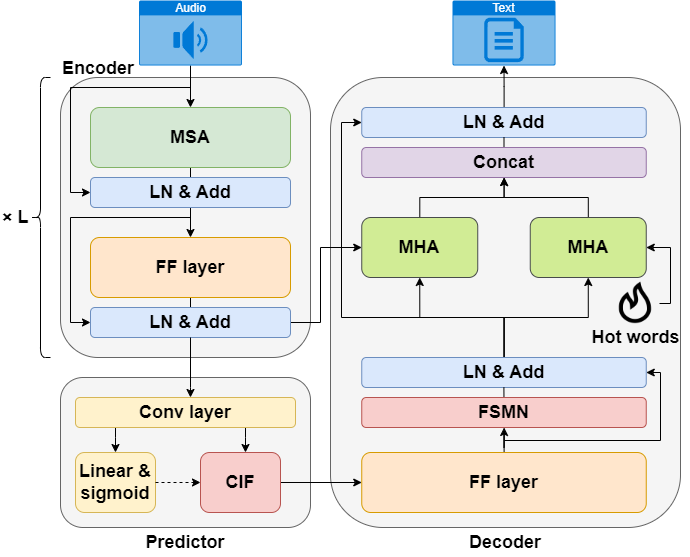 Audio
Text
Encoder
MSA
LN & Add
× L
FF layer
LN & Add
LN & Add
Concat
MHA
MHA
Hot words
LN & Add
FSMN
FF layer
Decoder
Conv layer
Linear &
sigmoid
CIF
Predictor